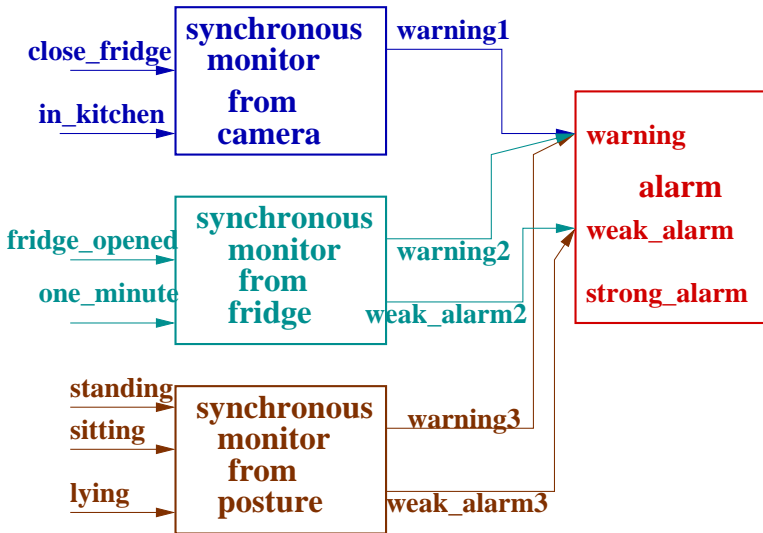 synchronous
warning1
close_fridge
monitor
from
in_kitchen
camera
warning
alarm
synchronous
fridge_opened
monitor
warning2
weak_alarm
from
one_minute
fridge
weak_alarm2
strong_alarm
standing
synchronous
warning3
sitting
monitor
from
lying
posture
weak_alarm3